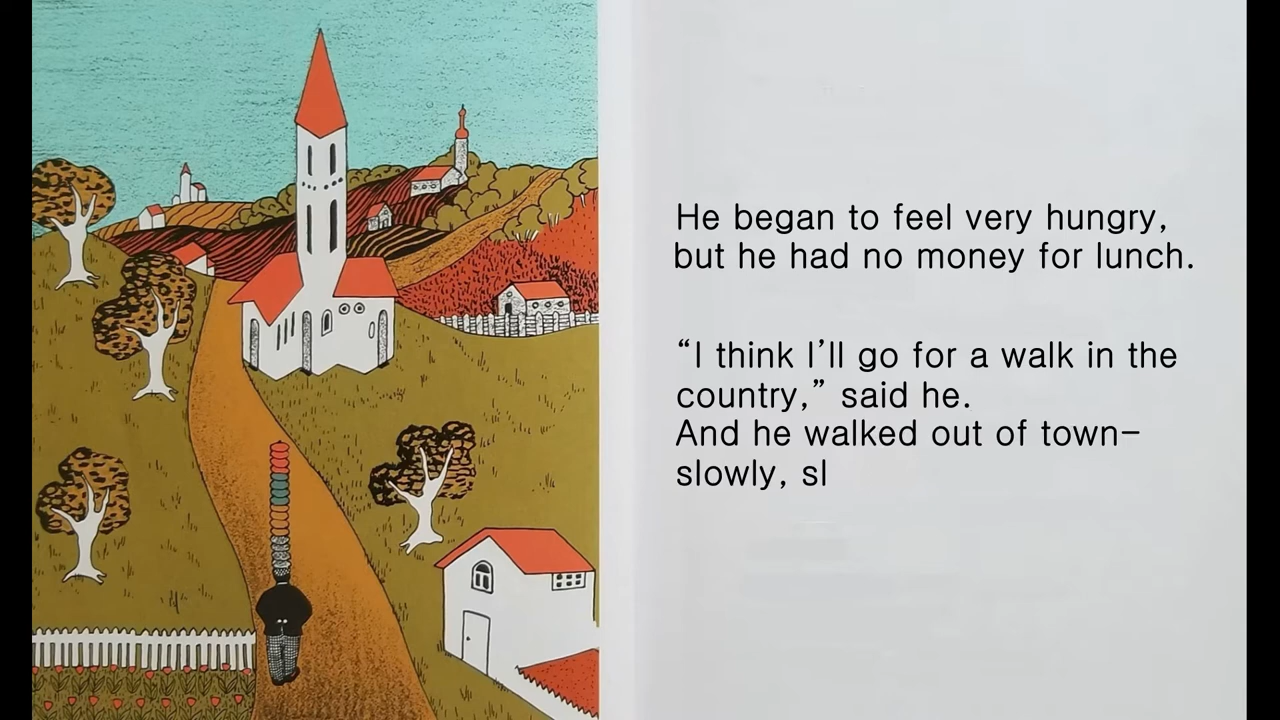 He began to feel very hungry,
but he had no money for lunch.
“I think I’ll go for a walk in the
country,” said he.
And he walked out of town–
slowly, sl